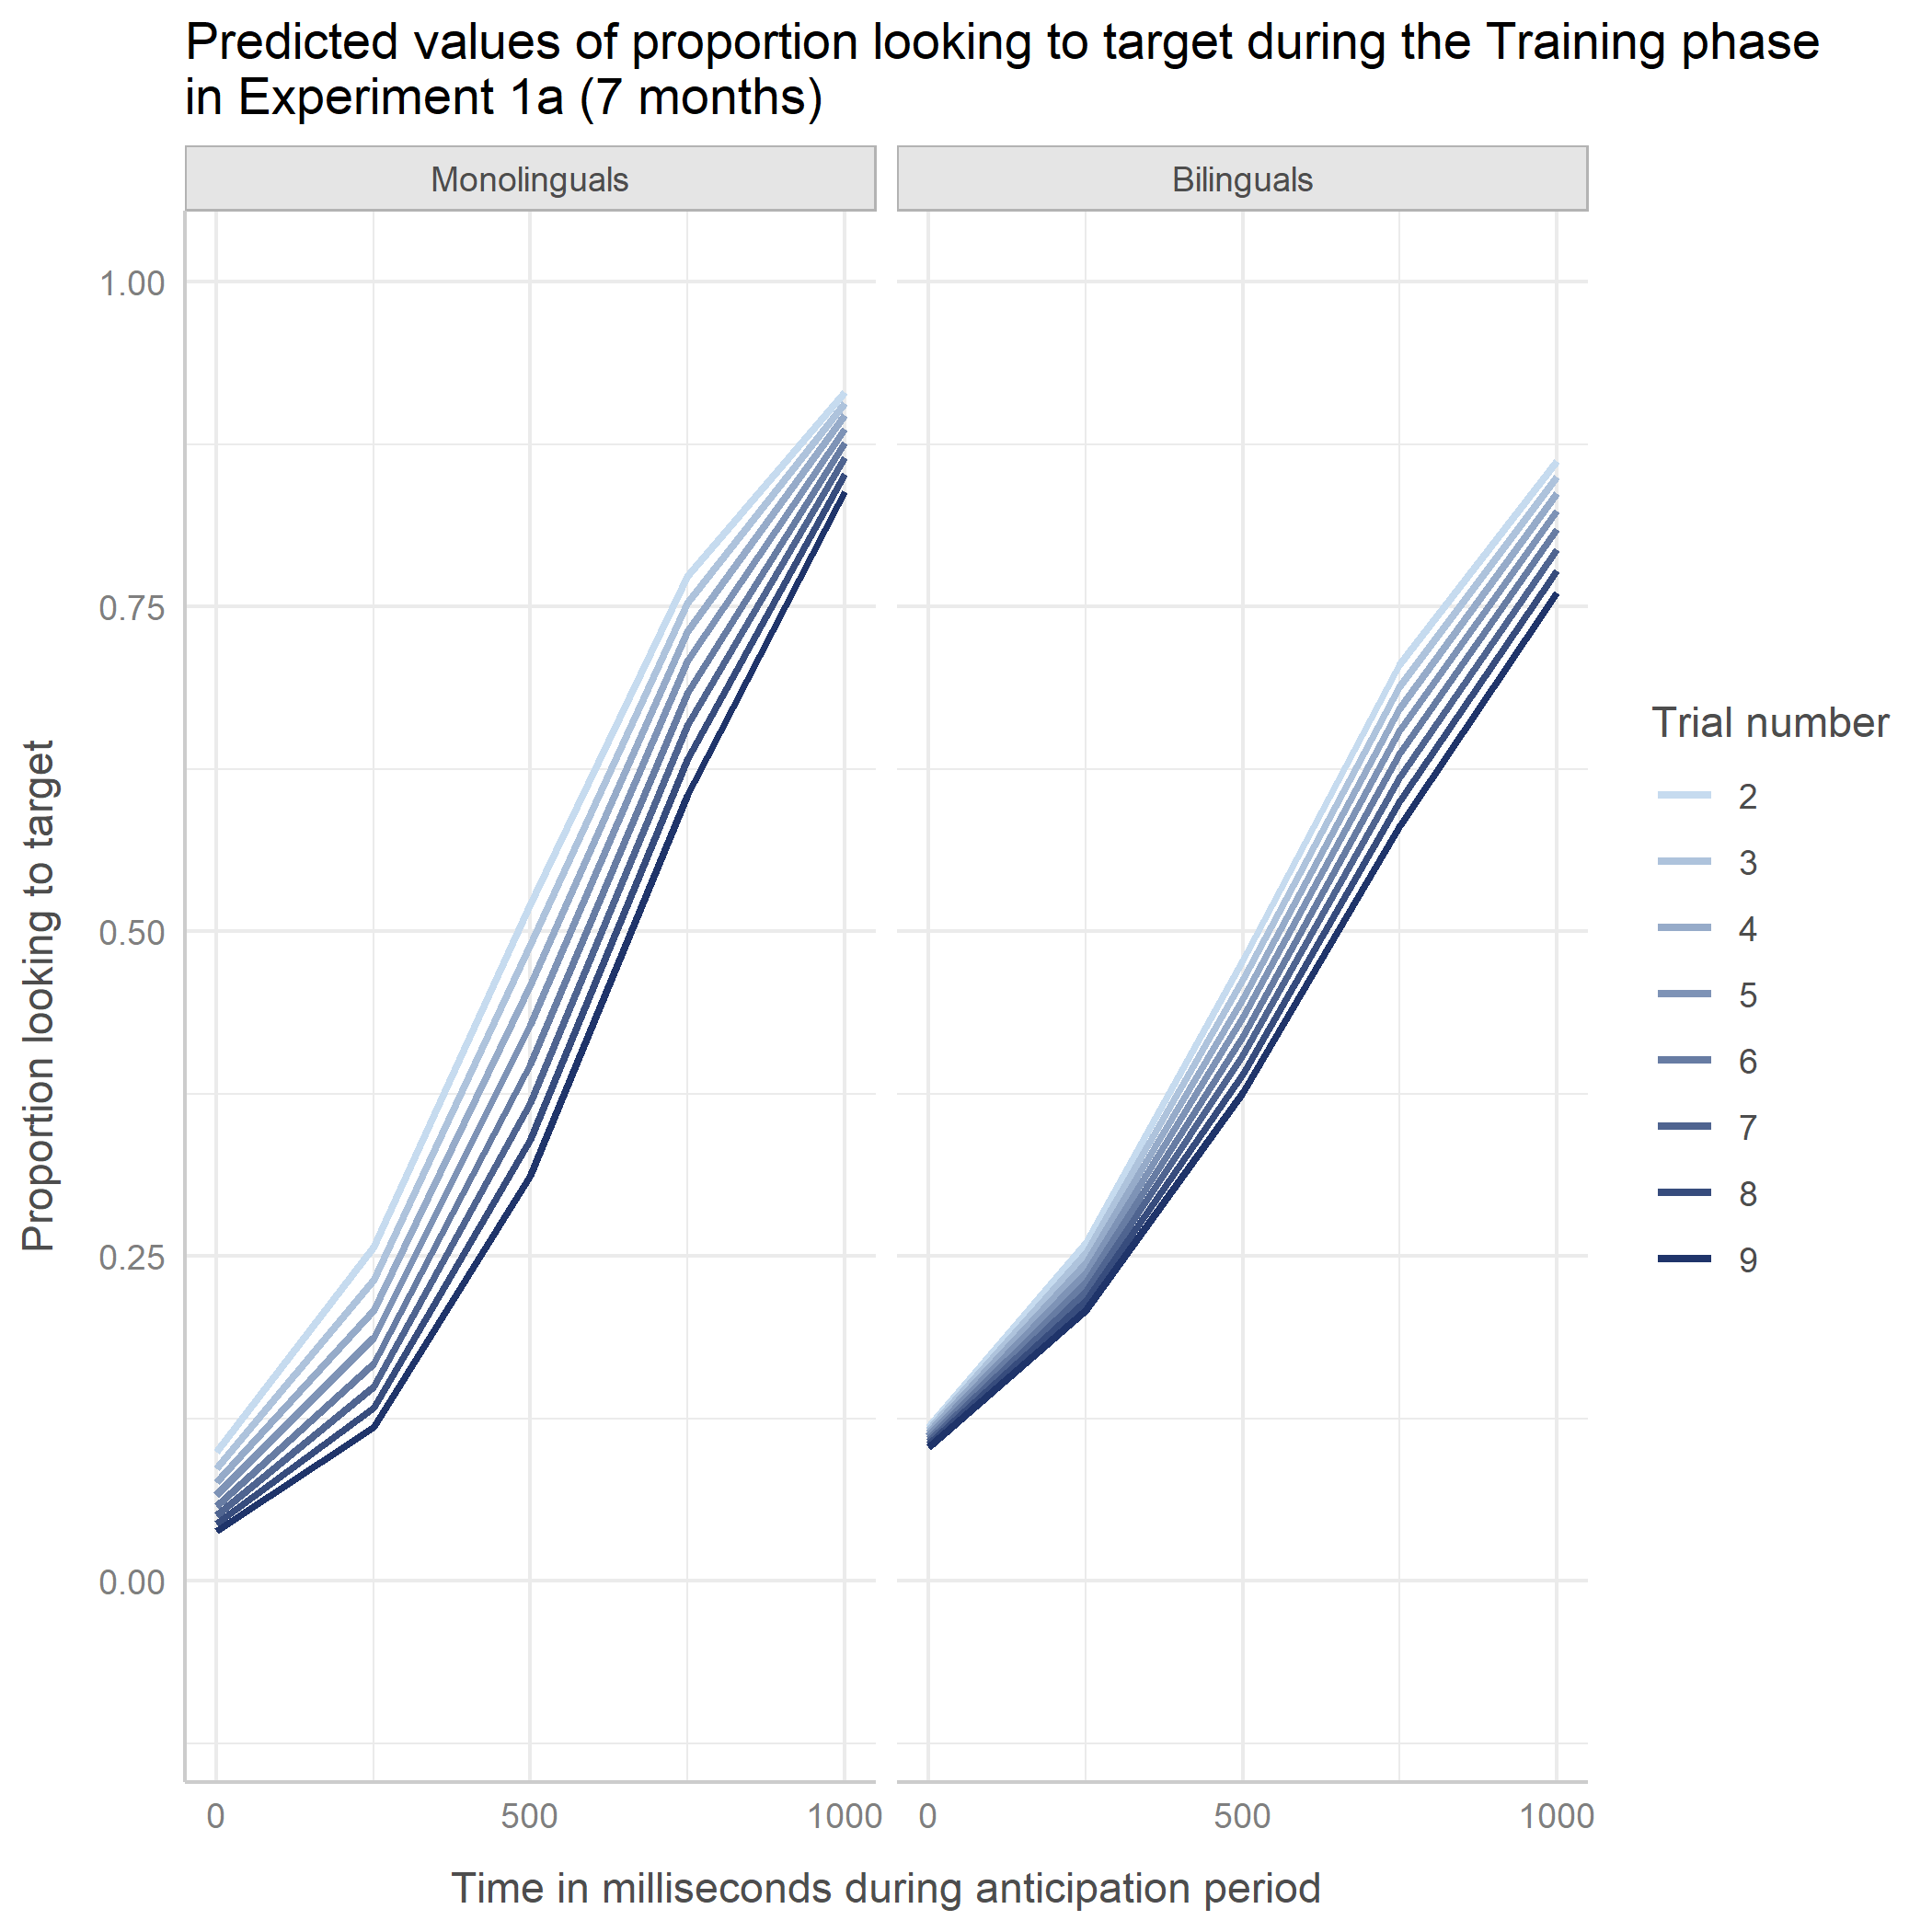 Predicted values of proportion looking to target during the Training phase
in Experiment 1a (7 months)
Monolinguals
Bilinguals
1.00
0.75
0.50
0.25
0.00
Proportion looking to target
0
500
1000
0
500
1000
Time in milliseconds during anticipation period
Trial number
2
3
4
5
6
7
8
9